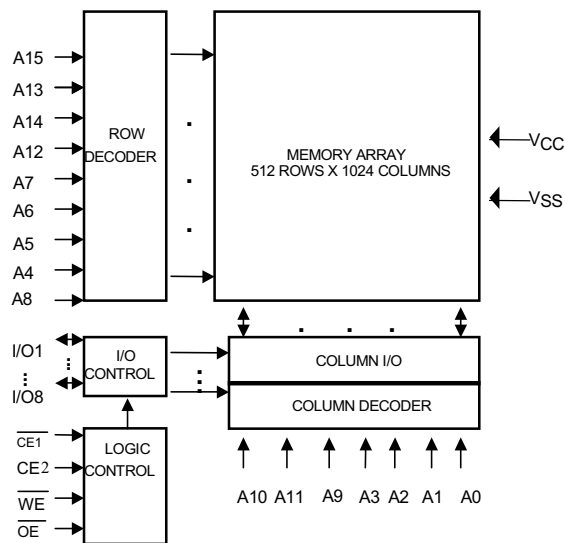 A15
A13
A14
A12
A7
A6
A5
A4
A8
ROW
DECODER
MEMORY ARRAY
512 ROWS X 1024 COLUMNS
VCC
VSS
I/O1
I/O8
I/O
CONTROL
COLUMN I/O
COLUMN DECODER
CE1
CE2
WE
OE
LOGIC
CONTROL
A10 A11 A9 A3 A2 A1 A0